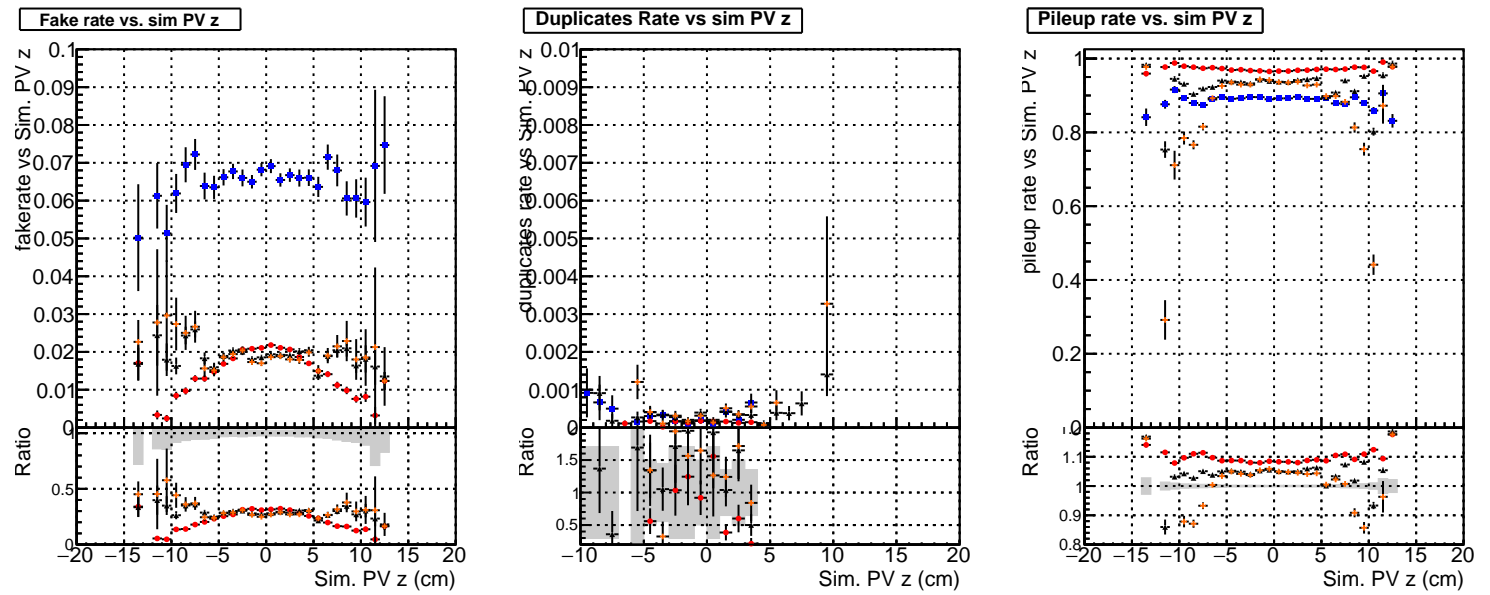 Fake rate vs. sim PV z
fakerate vs Sim. PV z
0.1
0.09
0.08
0.07
0.06
0.05
0.04
0.03
0.02
0.01
0
Ratio
0.5
0
−20 −15 −10 −5 0 5 10 15 20
Sim. PV z (cm)
Duplicates Rate vs sim PV z
duplicates rate vs Sim. PV z
0.01
0.009
0.008
0.007
0.006
0.005
0.004
0.003
0.002
0.001
0
Ratio
1.5
1
0.5
−10 −5 0 5 10 15 20
Sim. PV z (cm)
Pileup rate vs. sim PV z
pileup rate vs Sim. PV z
1
0.8
0.6
0.4
0.2
0
Ratio
1.1
1
0.9
0.8
−20 −15 −10 −5 0 5 10 15 20
Sim. PV z (cm)